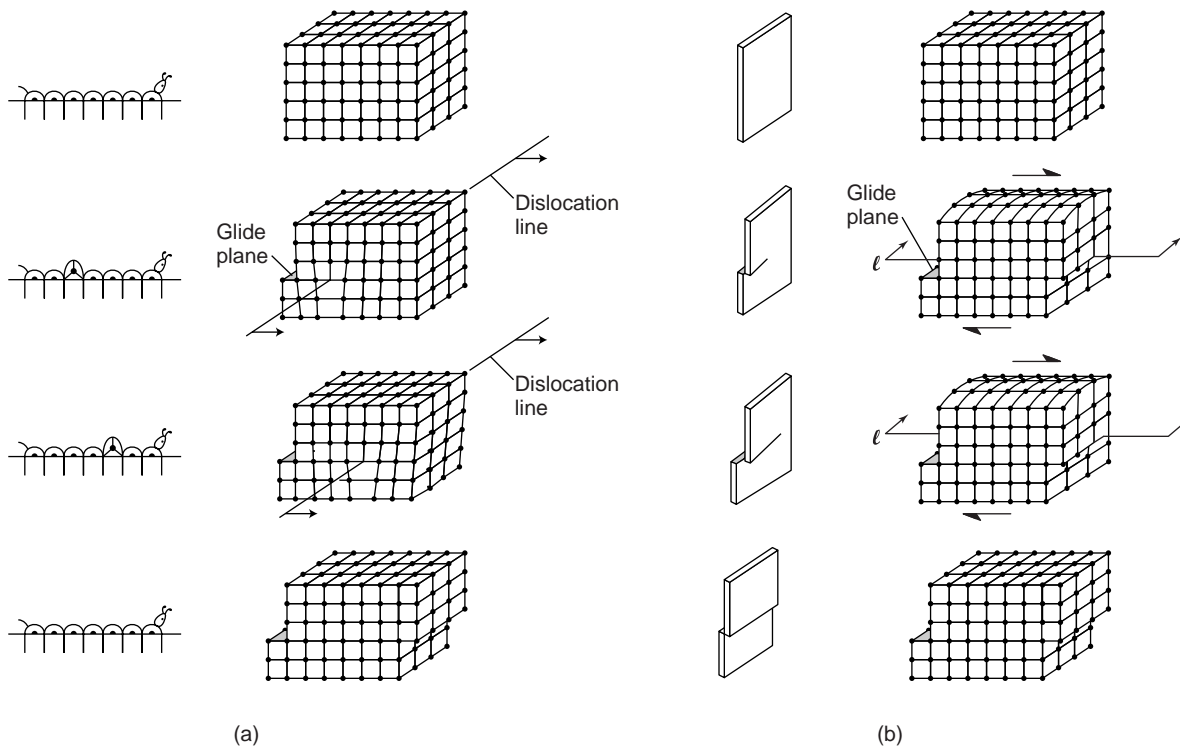 Dislocation
line
Glide
plane
Glide
plane
ℓ
Dislocation
line
ℓ
(a)
(b)